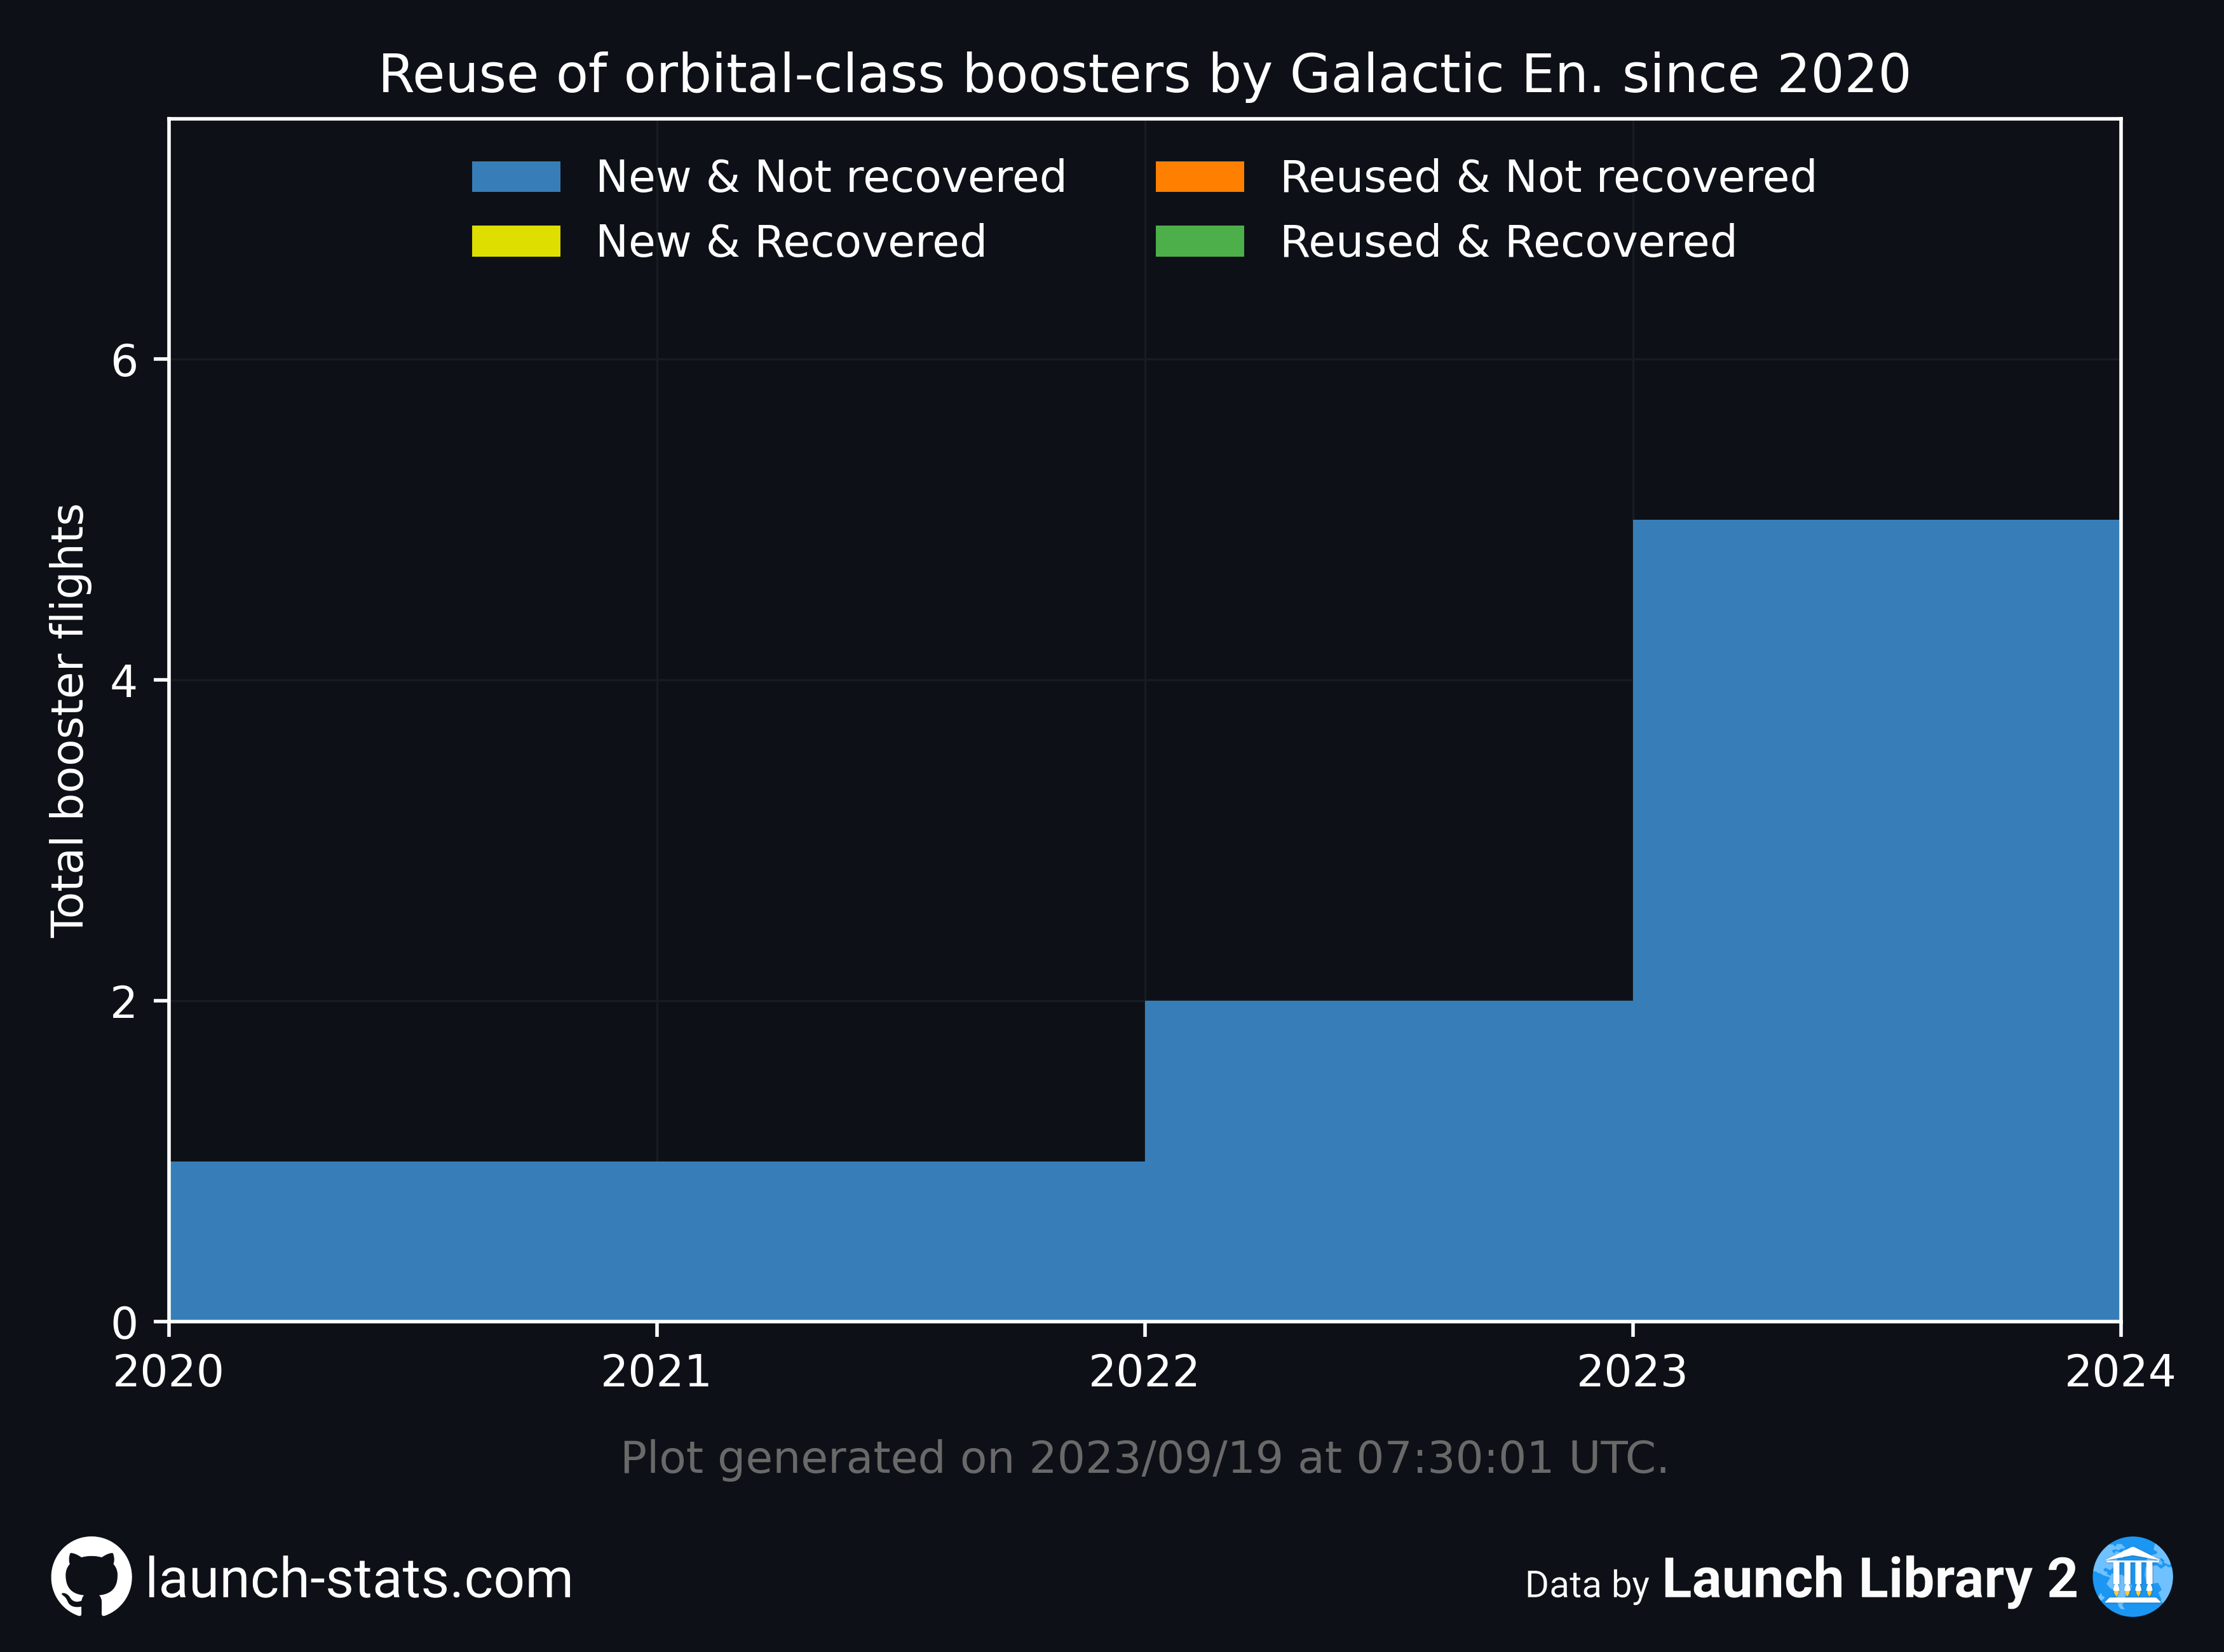 Reuse of orbital-class boosters by Galactic En. since 2020
New & Not recovered
New & Recovered
Reused & Not recovered
Reused & Recovered
Total booster flights
6
4
2
0
2020 2021 2022 2023 2024
Plot generated on 2023/09/19 at 07:30:01 UTC.
launch-stats.com
Data by Launch Library 2